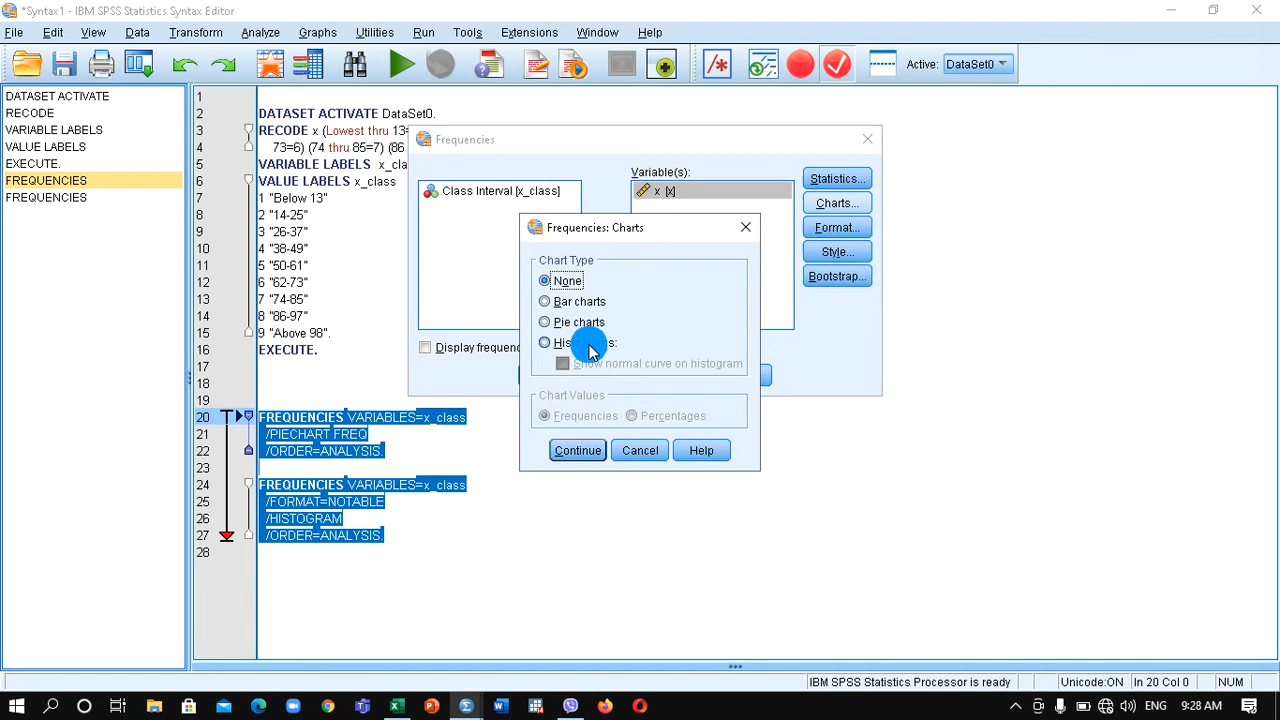 *Syntax1 - IBM SPSS Statistics Syntax Editor
File Edit View Data Transform Analyze Graphs Utilities Run Tools Extensions Window Help
Active: DataSet0
DATASET ACTIVATE
RECODE
VARIABLE LABELS
VALUE LABELS
EXECUTE.
FREQUENCIES
FREQUENCIES
1
2 DATASET ACTIVATE DataSet0.
3 RECODE x (Lowest thru 13=
4 73=6) (74 thru 85=7) (86
5 VARIABLE LABELS x_cla
6 VALUE LABELS x_class
7 1 "Below 13"
8 2 "14-25"
9 3 "26-37"
10 4 "38-49"
11 5 "50-61"
12 6 "62-73"
13 7 "74-85"
14 8 "86-97"
15 9 "Above 98".
16 EXECUTE.
17
18
19
20 FREQUENCIES VARIABLES=x_class
21 /PIECHART FREQ
22 /ORDER=ANALYSIS.
23
24 FREQUENCIES VARIABLES=x_class
25 /FORMAT=NOTABLE
26 /HISTOGRAM
27 /ORDER=ANALYSIS.
28
Frequencies
Variable(s):
Class Interval [x_class]
x [x]
Statistics...
Charts...
Format...
Style...
Bootstrap...
Display frequenc
Frequencies: Charts
Chart Type
None
Bar charts
Pie charts
Show normal curve on histogram
Chart Values
Frequencies Percentages
Continue Cancel Help
IBM SPSS Statistics Processor is ready Unicode:ON In 20 Col 0 NUM
ENG 9:28 AM